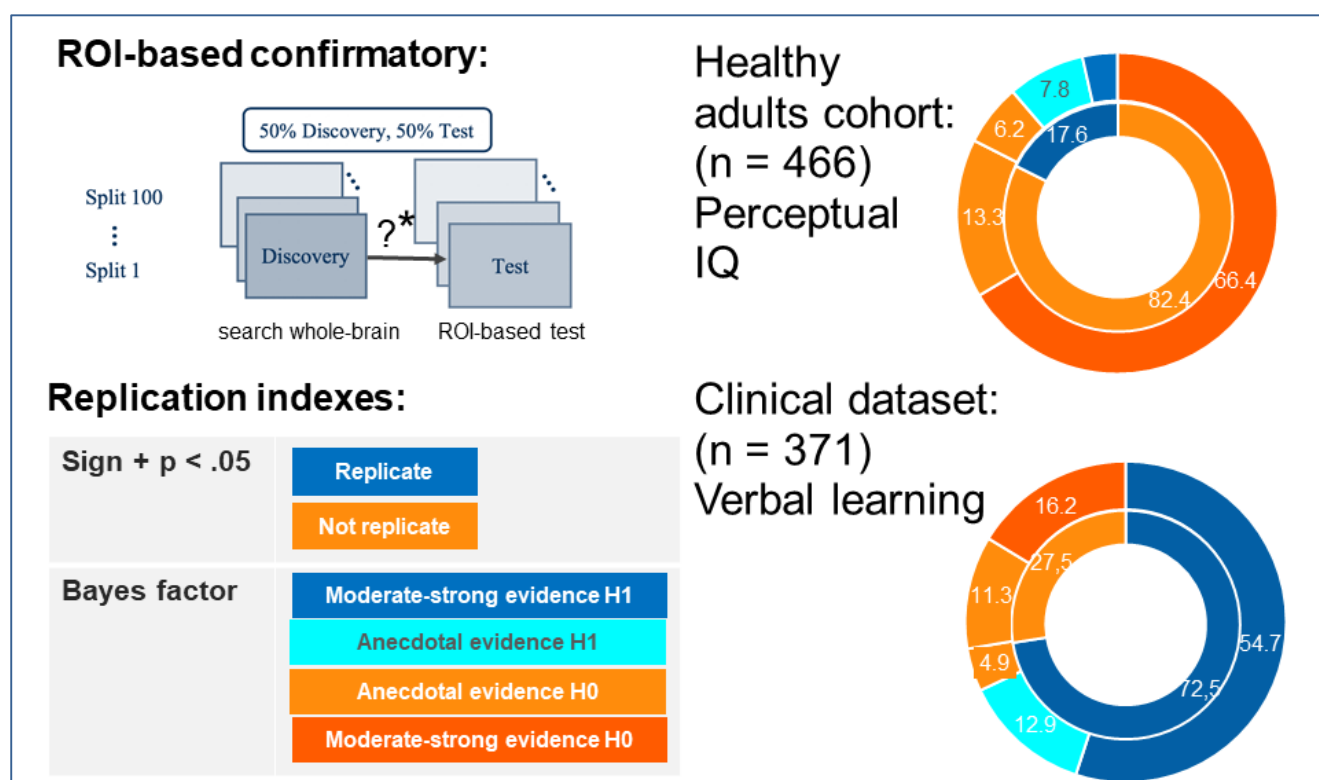 ROI-based confirmatory:
50% Discovery, 50% Test
Split 100
⋮
Split 1
Discovery
?*
Test
search whole-brain
ROI-based test
Replication indexes:
Sign + p < .05
Replicate
Not replicate
Bayes factor
Moderate-strong evidence H1
Anecdotal evidence H1
Anecdotal evidence H0
Moderate-strong evidence H0
Healthy
adults cohort:
(n = 466)
Perceptual
IQ
7.8
6.2
17.6
13.3
66.4
82.4
Clinical dataset:
(n = 371)
Verbal learning
16.2
27,5
11.3
4.9
54.7
72,5
12.9